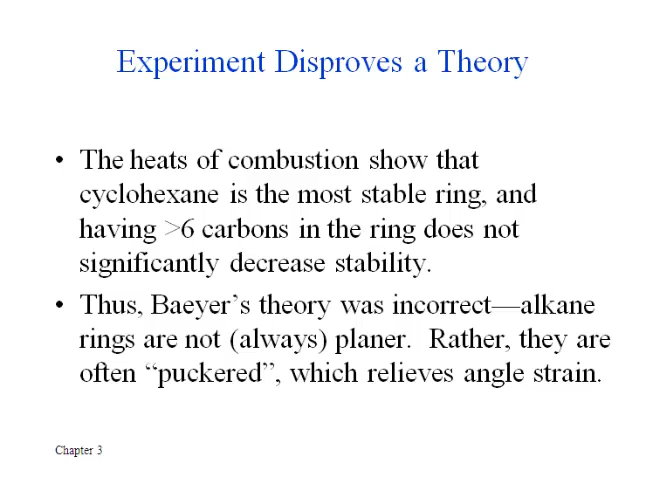 Experiment Disproves a Theory
• The heats of combustion show that
cyclohexane is the most stable ring, and
having >6 carbons in the ring does not
significantly decrease stability.
• Thus, Baeyer’s theory was incorrect—alkane
rings are not (always) planer.  Rather, they are
often “puckered”, which relieves angle strain.
Chapter 3